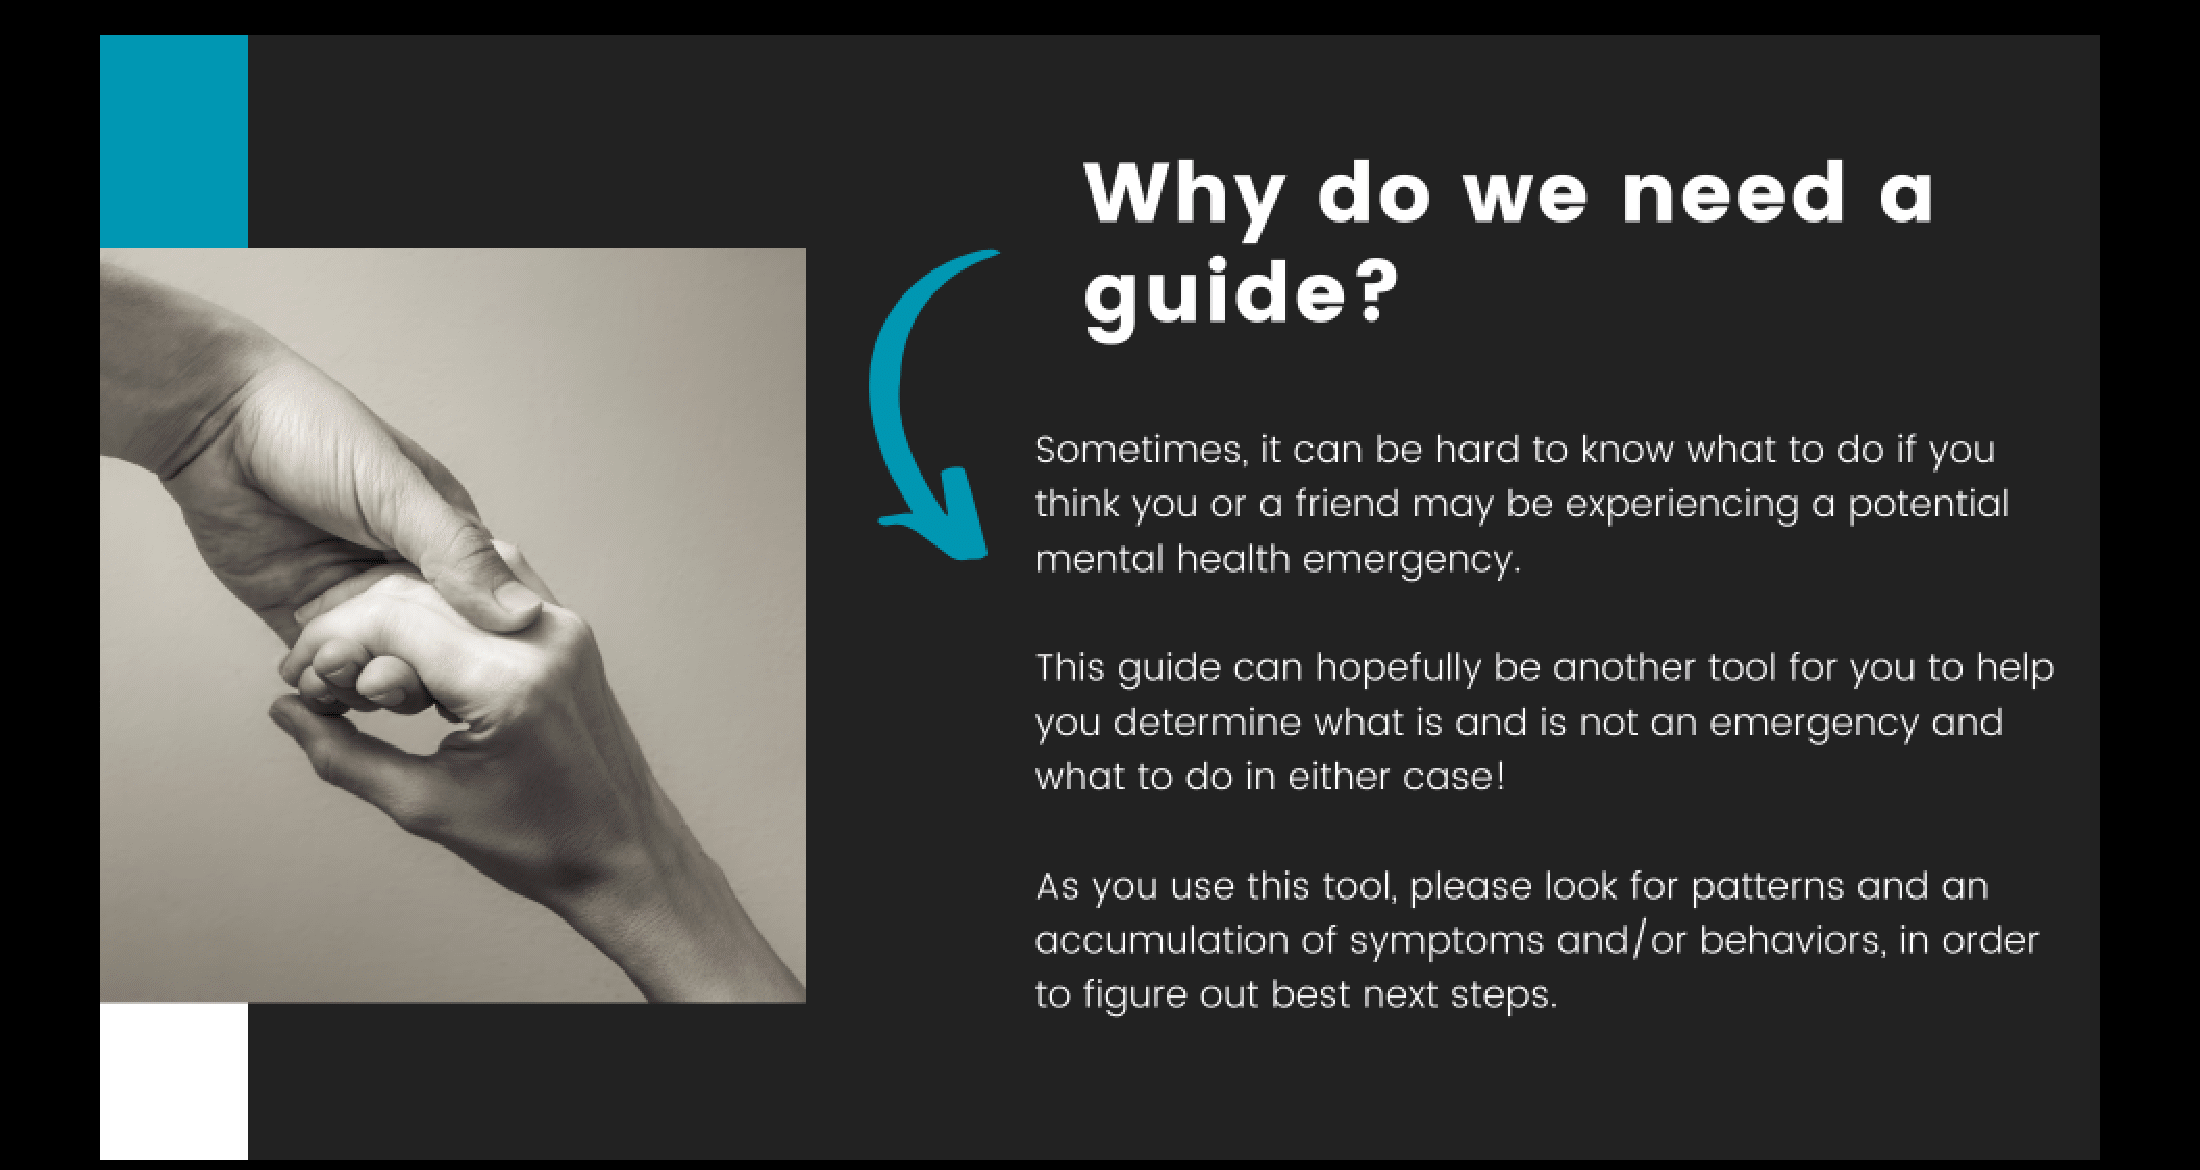 Why do we need a
guide?
Sometimes, it can be hard to know what to do if you
think you or a friend may be experiencing a potential
mental health emergency.
This guide can hopefully be another tool for you to help
you determine what is and is not an emergency and
what to do in either case!
As you use this tool, please look for patterns and an
accumulation of symptoms and/or behaviors, in order
to figure out best next steps.